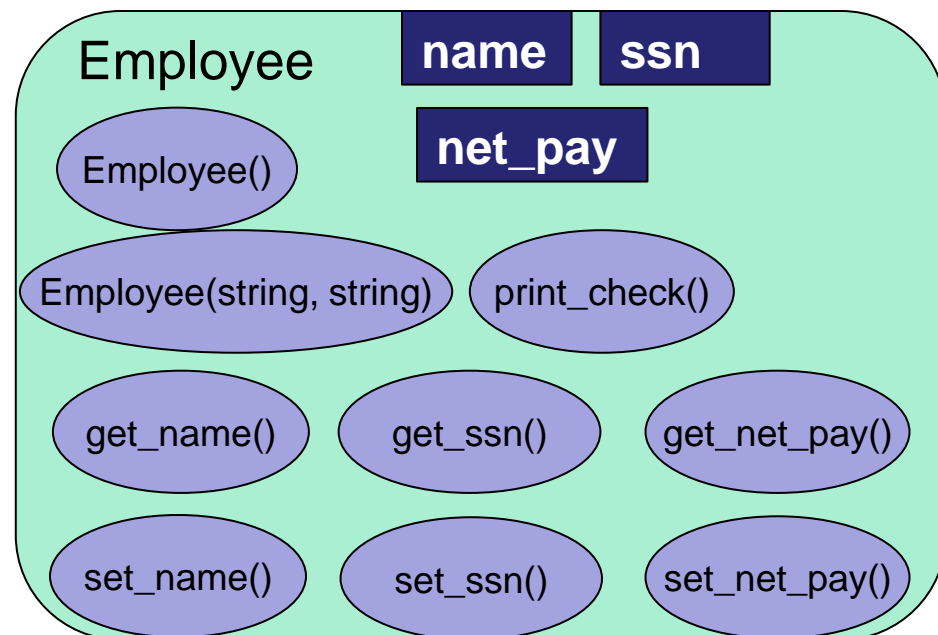 Employee
name
ssn
net_pay
Employee()
Employee(string, string)
print_check()
get_name()
get_ssn()
get_net_pay()
set_name()
set_ssn()
set_net_pay()